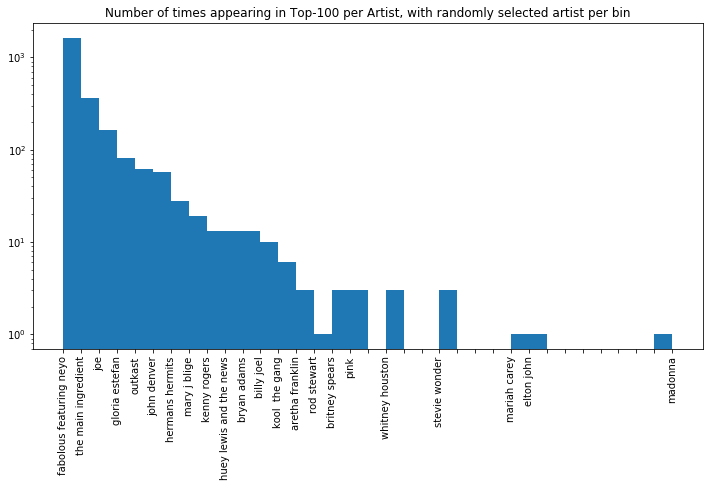 Number of times appearing in Top-100 per Artist, with randomly selected artist per bin
10³
10²
10¹
10⁰
fabolous featuring neyo
the main ingredient
joe
gloria estefan
outkast
john denver
hermans hermits
mary j blige
kenny rogers
huey lewis and the news
bryan adams
billy joel
kool  the gang
aretha franklin
rod stewart
britney spears
pink
whitney houston
stevie wonder
mariah carey
elton john
madonna